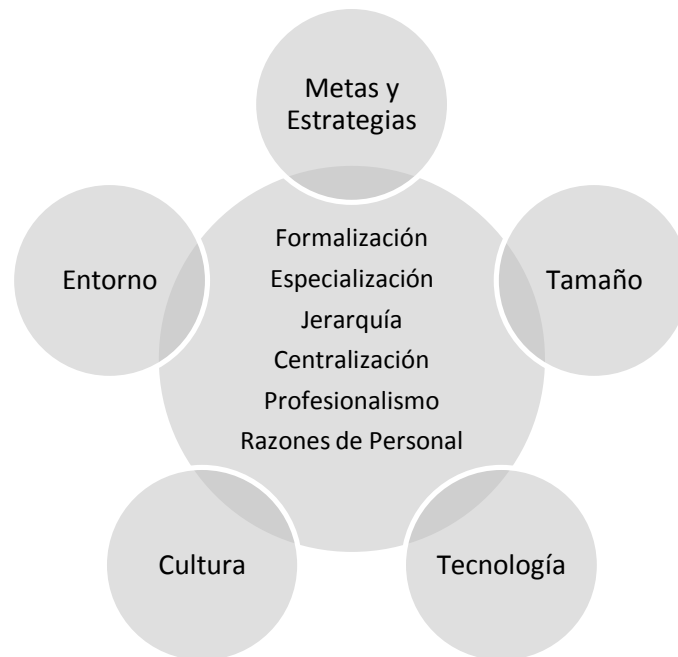 Metas y
Estrategias
Formalización
Especialización
Jerarquía
Centralización
Profesionalismo
Razones de Personal
Entorno
Tamaño
Cultura
Tecnología